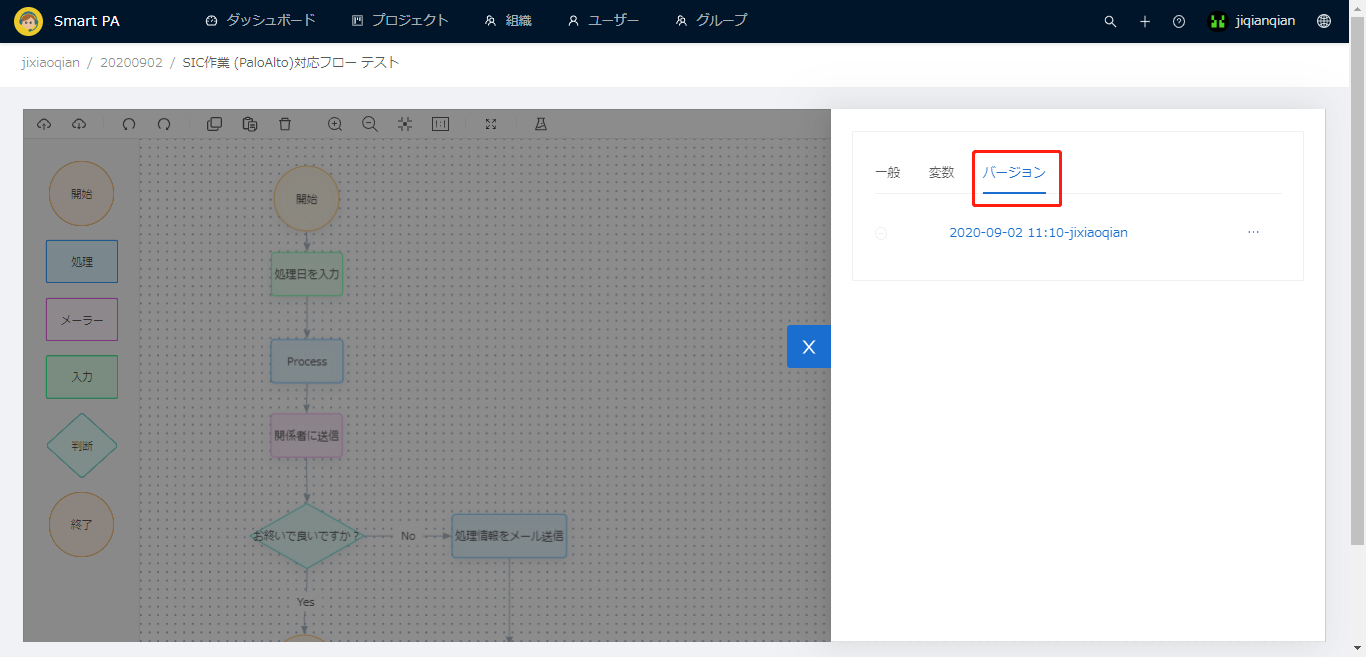 Smart PA
ダッシュボード
プロジェクト
組織
ユーザー
グループ
jiqianqian
jixiaoqian / 20200902 / SIC作業 (PaloAlto)対応フロー テスト
開始
処理
メーラー
入力
判断
終了
開始
処理日を入力
Process
関係者に送信
お終いで良いですか?
No
処理情報をメール送信
Yes
X
一般
変数
バージョン
2020-09-02 11:10-jixiaoqian
...